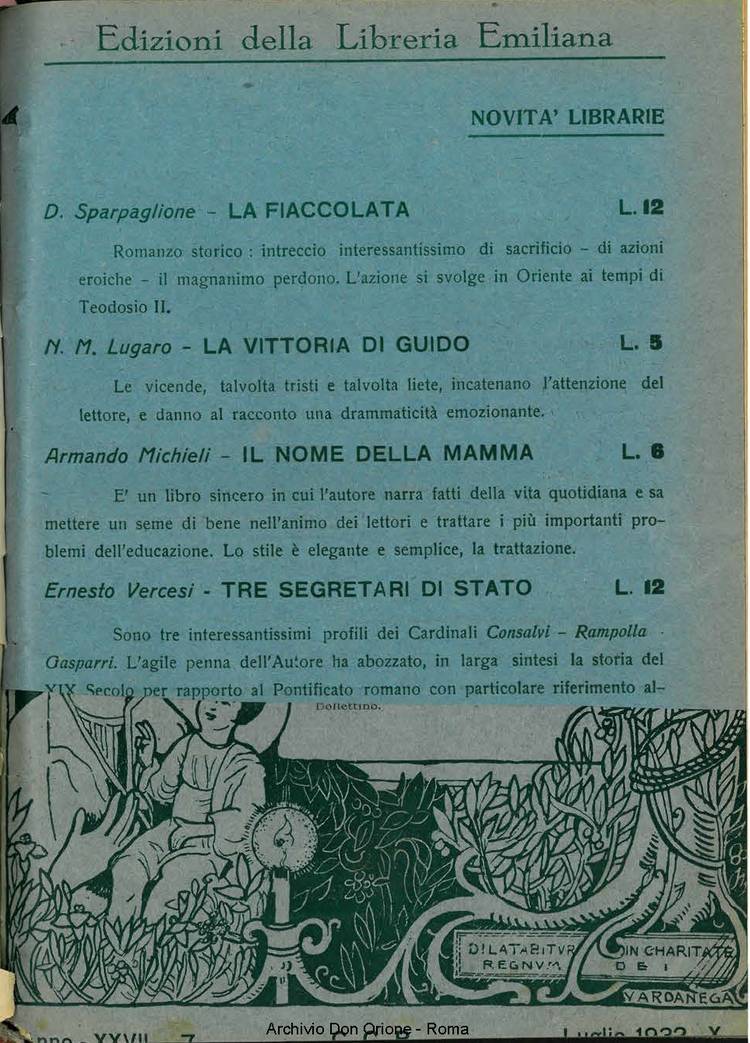 Edizioni della Libreria Emiliana
NOVITA' LIBRARIE
D. Sparpaglione - LA FIACCOLATA L. 12
Romanzo storico : intreccio interessantissimo di sacrificio - di azioni
eroiche - il magnanimo perdono. L'azione si svolge in Oriente ai tempi di
Teodosio II.
N. M. Lugaro - LA VITTORIA DI GUIDO L. 5
Le vicende, talvolta tristi e talvolta liete, incatenano l'attenzione del
lettore, e danno al racconto una drammaticità emozionante.
Armando Michieli - IL NOME DELLA MAMMA L. 6
E' un libro sincero in cui l'autore narra fatti della vita quotidiana e sa
mettere un seme di bene nell'animo dei lettori e trattare i più importanti pro-
blemi dell'educazione. Lo stile è elegante e semplice, la trattazione.
Ernesto Vercesi - TRE SEGRETARI DI STATO L. 12
Sono tre interessantissimi profili dei Cardinali Consalvi - Rampolla -
Gasparri. L'agile penna dell'Autore ha abozzato, in larga sintesi la storia del
XIX Secolo per rapporto al Pontificato romano con particolare riferimento al-
Bollettino.
DILATABITVR IN CHARITATE
REGNVM DEI
VARDANEGA
XXVII 7 Luglio X
Archivio Don Orione - Roma